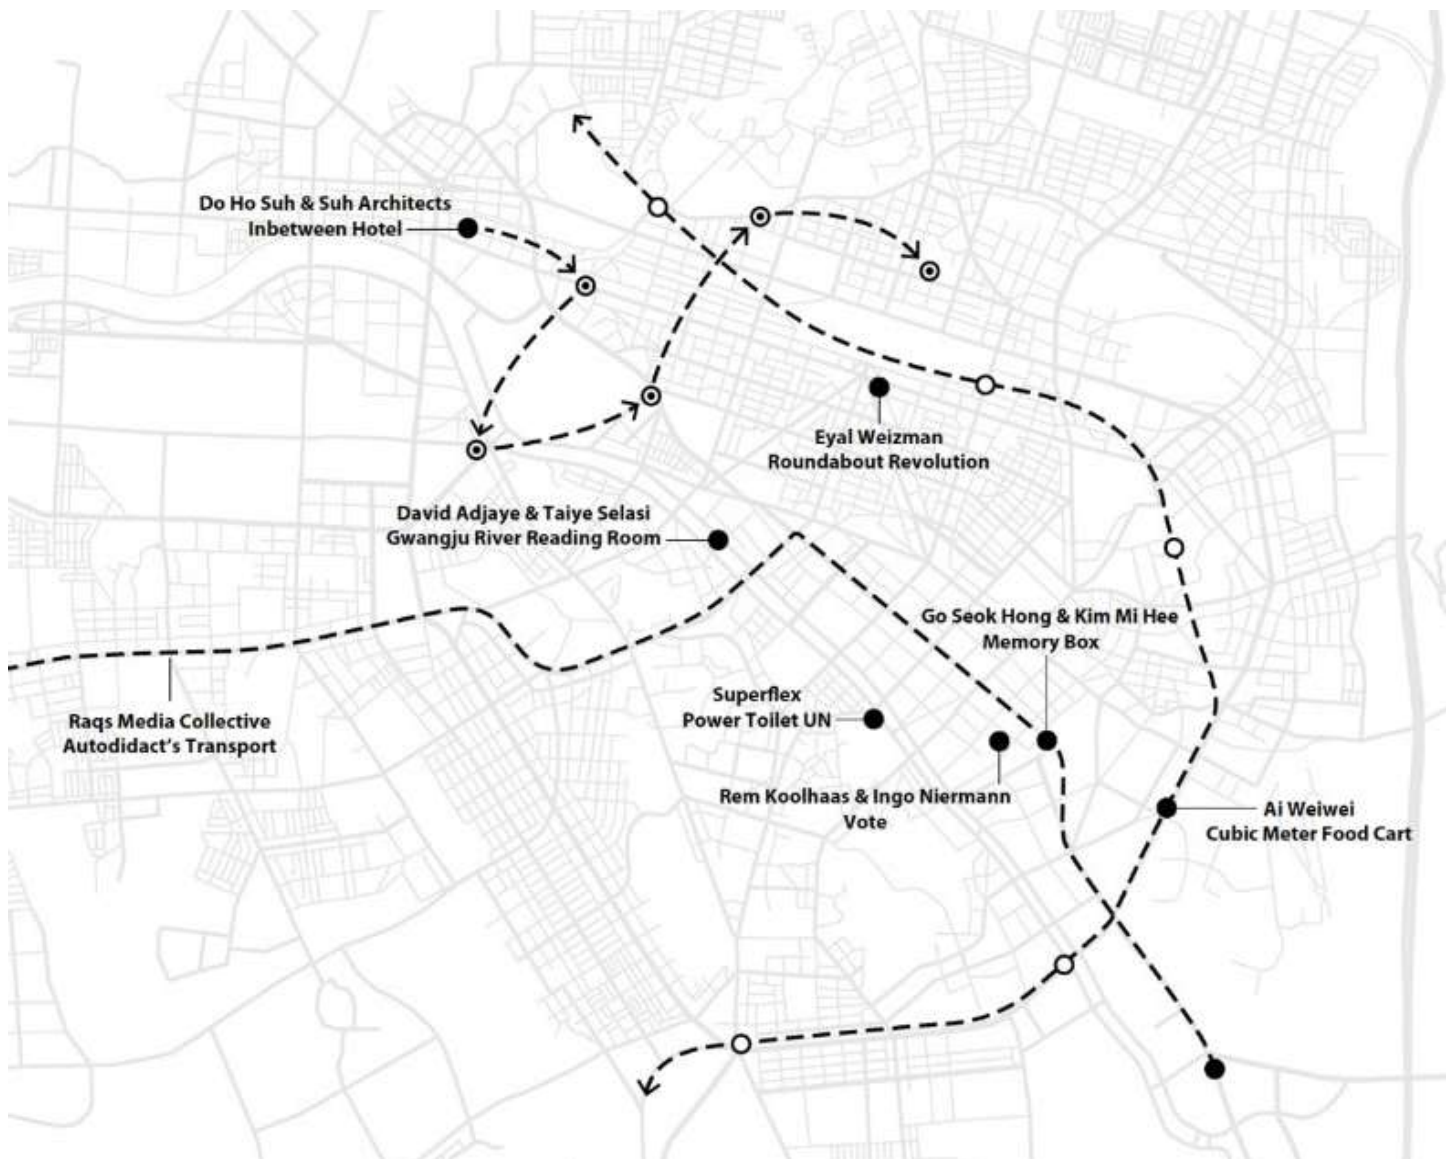 Do Ho Suh & Suh Architects
Inbetween Hotel
Eyal Weizman
Roundabout Revolution
David Adjaye & Taiye Selasi
Gwangju River Reading Room
Go Seok Hong & Kim Mi Hee
Memory Box
Superflex
Power Toilet UN
Raqs Media Collective
Autodidact's Transport
Rem Koolhaas & Ingo Niermann
Vote
Ai Weiwei
Cubic Meter Food Cart